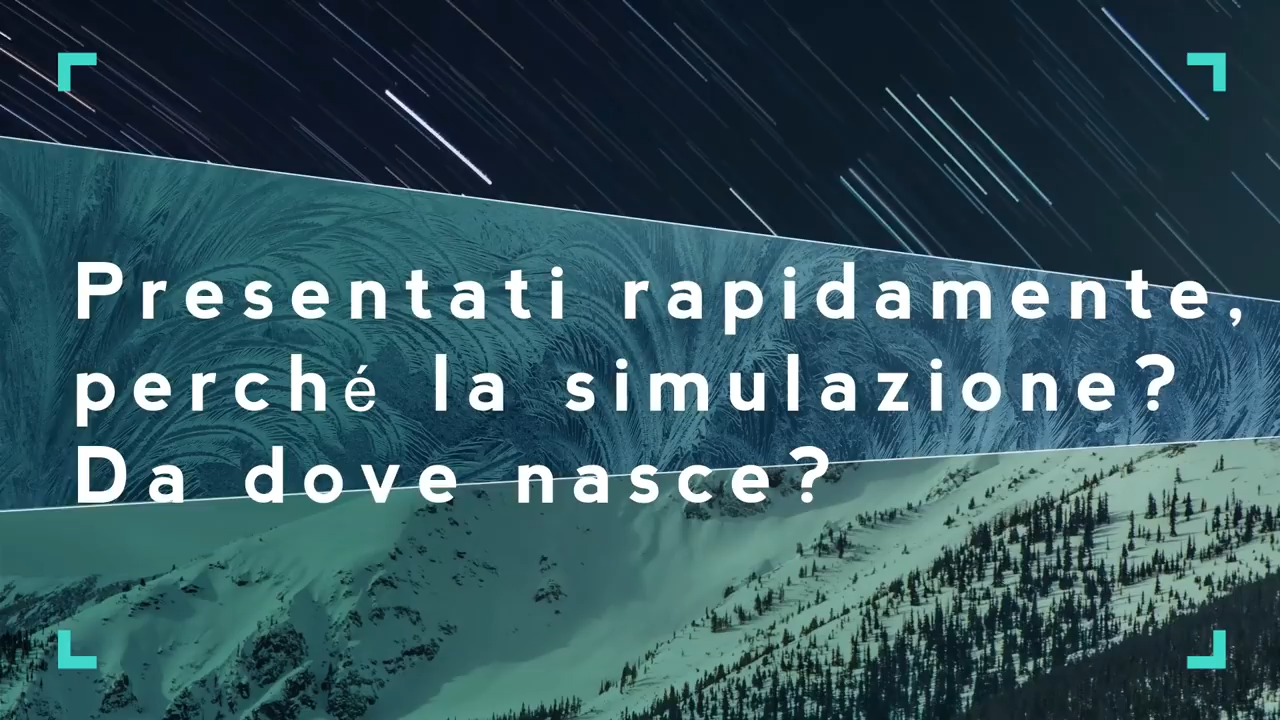 Presentati rapidamente,
perché la simulazione?
Da dove nasce?